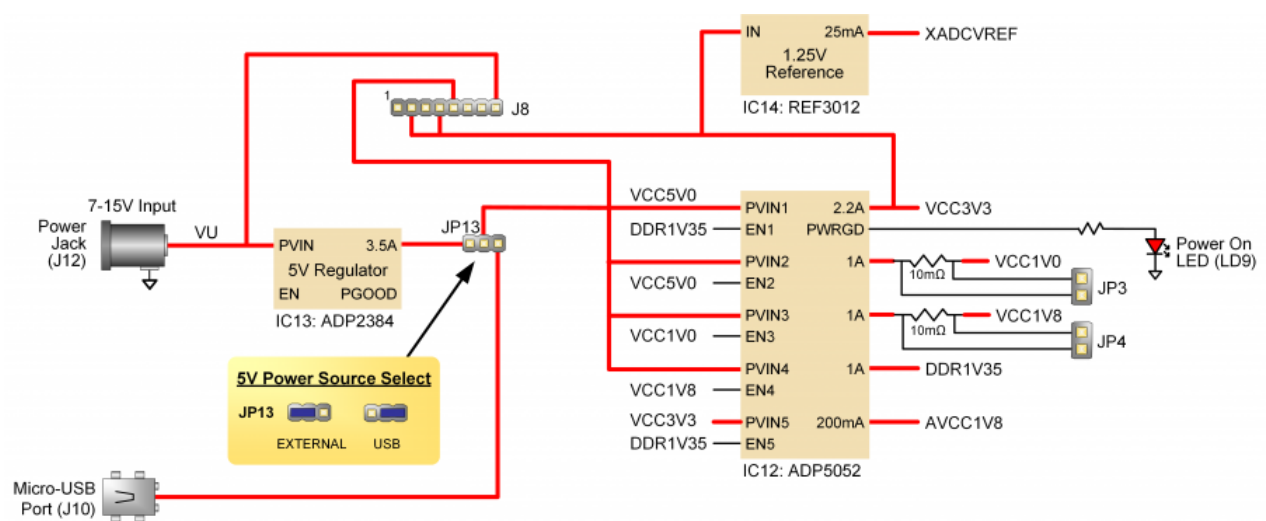 IN 25mA
XADCVREF
1.25V
Reference
IC14: REF3012
1
J8
7-15V Input
Power
Jack
(J12)
VU
PVIN 3.5A
5V Regulator
EN PGOOD
IC13: ADP2384
JP13
VCC5V0
DDR1V35
VCC5V0
VCC1V0
VCC1V8
VCC3V3
DDR1V35
PVIN1 2.2A
EN1 PWRGD
PVIN2 1A
EN2
PVIN3 1A
EN3
PVIN4 1A
EN4
PVIN5 200mA
EN5
IC12: ADP5052
VCC3V3
Power On
LED (LD9)
10mΩ
VCC1V0
JP3
10mΩ
VCC1V8
JP4
DDR1V35
AVCC1V8
5V Power Source Select
JP13
EXTERNAL USB
Micro-USB
Port (J10)